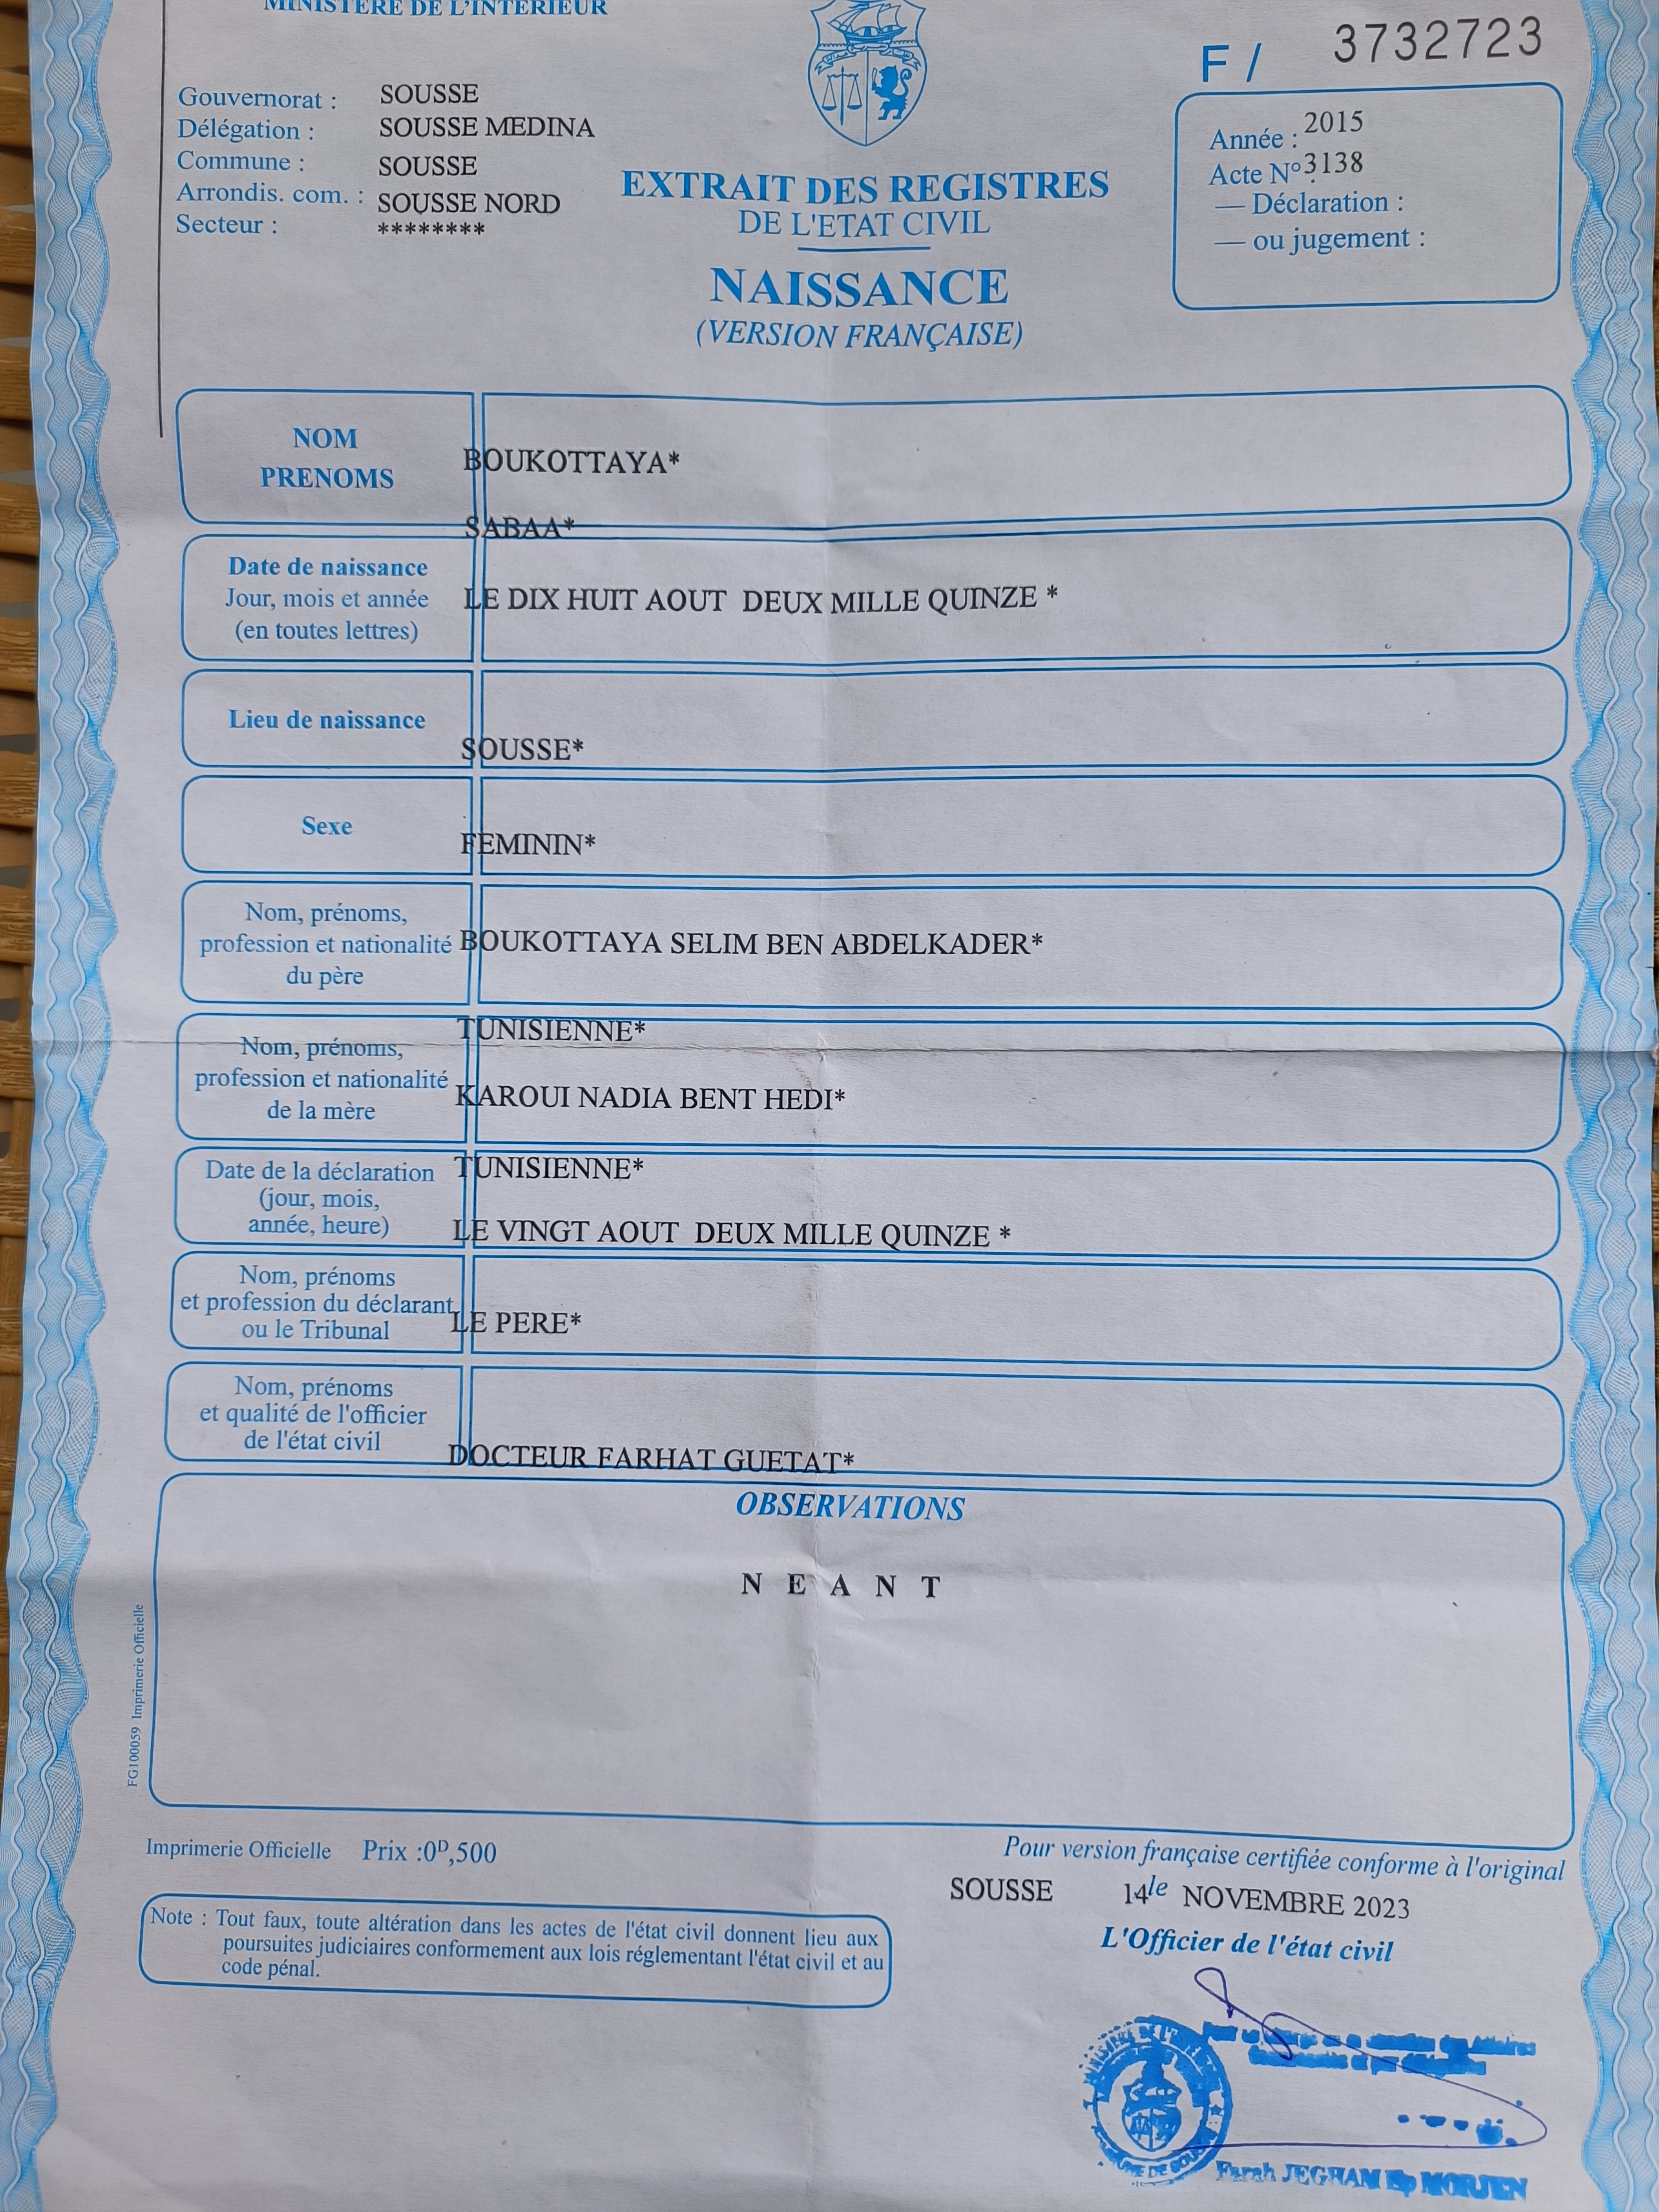 MINISTERE DE L'INTERIEUR
F / 3732723
Gouvernorat : SOUSSE
Délégation : SOUSSE MEDINA
Commune : SOUSSE
Arrondis. com. : SOUSSE NORD
Secteur : ********
EXTRAIT DES REGISTRES
DE L'ETAT CIVIL
NAISSANCE
(VERSION FRANÇAISE)
Année : 2015
Acte N° 3138
— Déclaration :
— ou jugement :
NOM
PRENOMS
BOUKOTTAYA*
SABAA*
Date de naissance
Jour, mois et année
(en toutes lettres)
LE DIX HUIT AOUT DEUX MILLE QUINZE *
Lieu de naissance
SOUSSE*
Sexe
FEMININ*
Nom, prénoms,
profession et nationalité
du père
BOUKOTTAYA SELIM BEN ABDELKADER*
TUNISIENNE*
Nom, prénoms,
profession et nationalité
de la mère
KAROUI NADIA BENT HEDI*
TUNISIENNE*
Date de la déclaration
(jour, mois,
année, heure)
LE VINGT AOUT DEUX MILLE QUINZE *
Nom, prénoms
et profession du déclarant
ou le Tribunal
LE PERE*
Nom, prénoms
et qualité de l'officier
de l'état civil
DOCTEUR FARHAT GUETAT*
OBSERVATIONS
N E A N T
FG100059 Imprimerie Officielle
Imprimerie Officielle Prix :0ᴰ,500
Pour version française certifiée conforme à l'original
SOUSSE 14 le NOVEMBRE 2023
L'Officier de l'état civil
Note : Tout faux, toute altération dans les actes de l'état civil donnent lieu aux
poursuites judiciaires conformement aux lois réglementant l'état civil et au
code pénal.
Farah JEGHAM Ep MORJEN